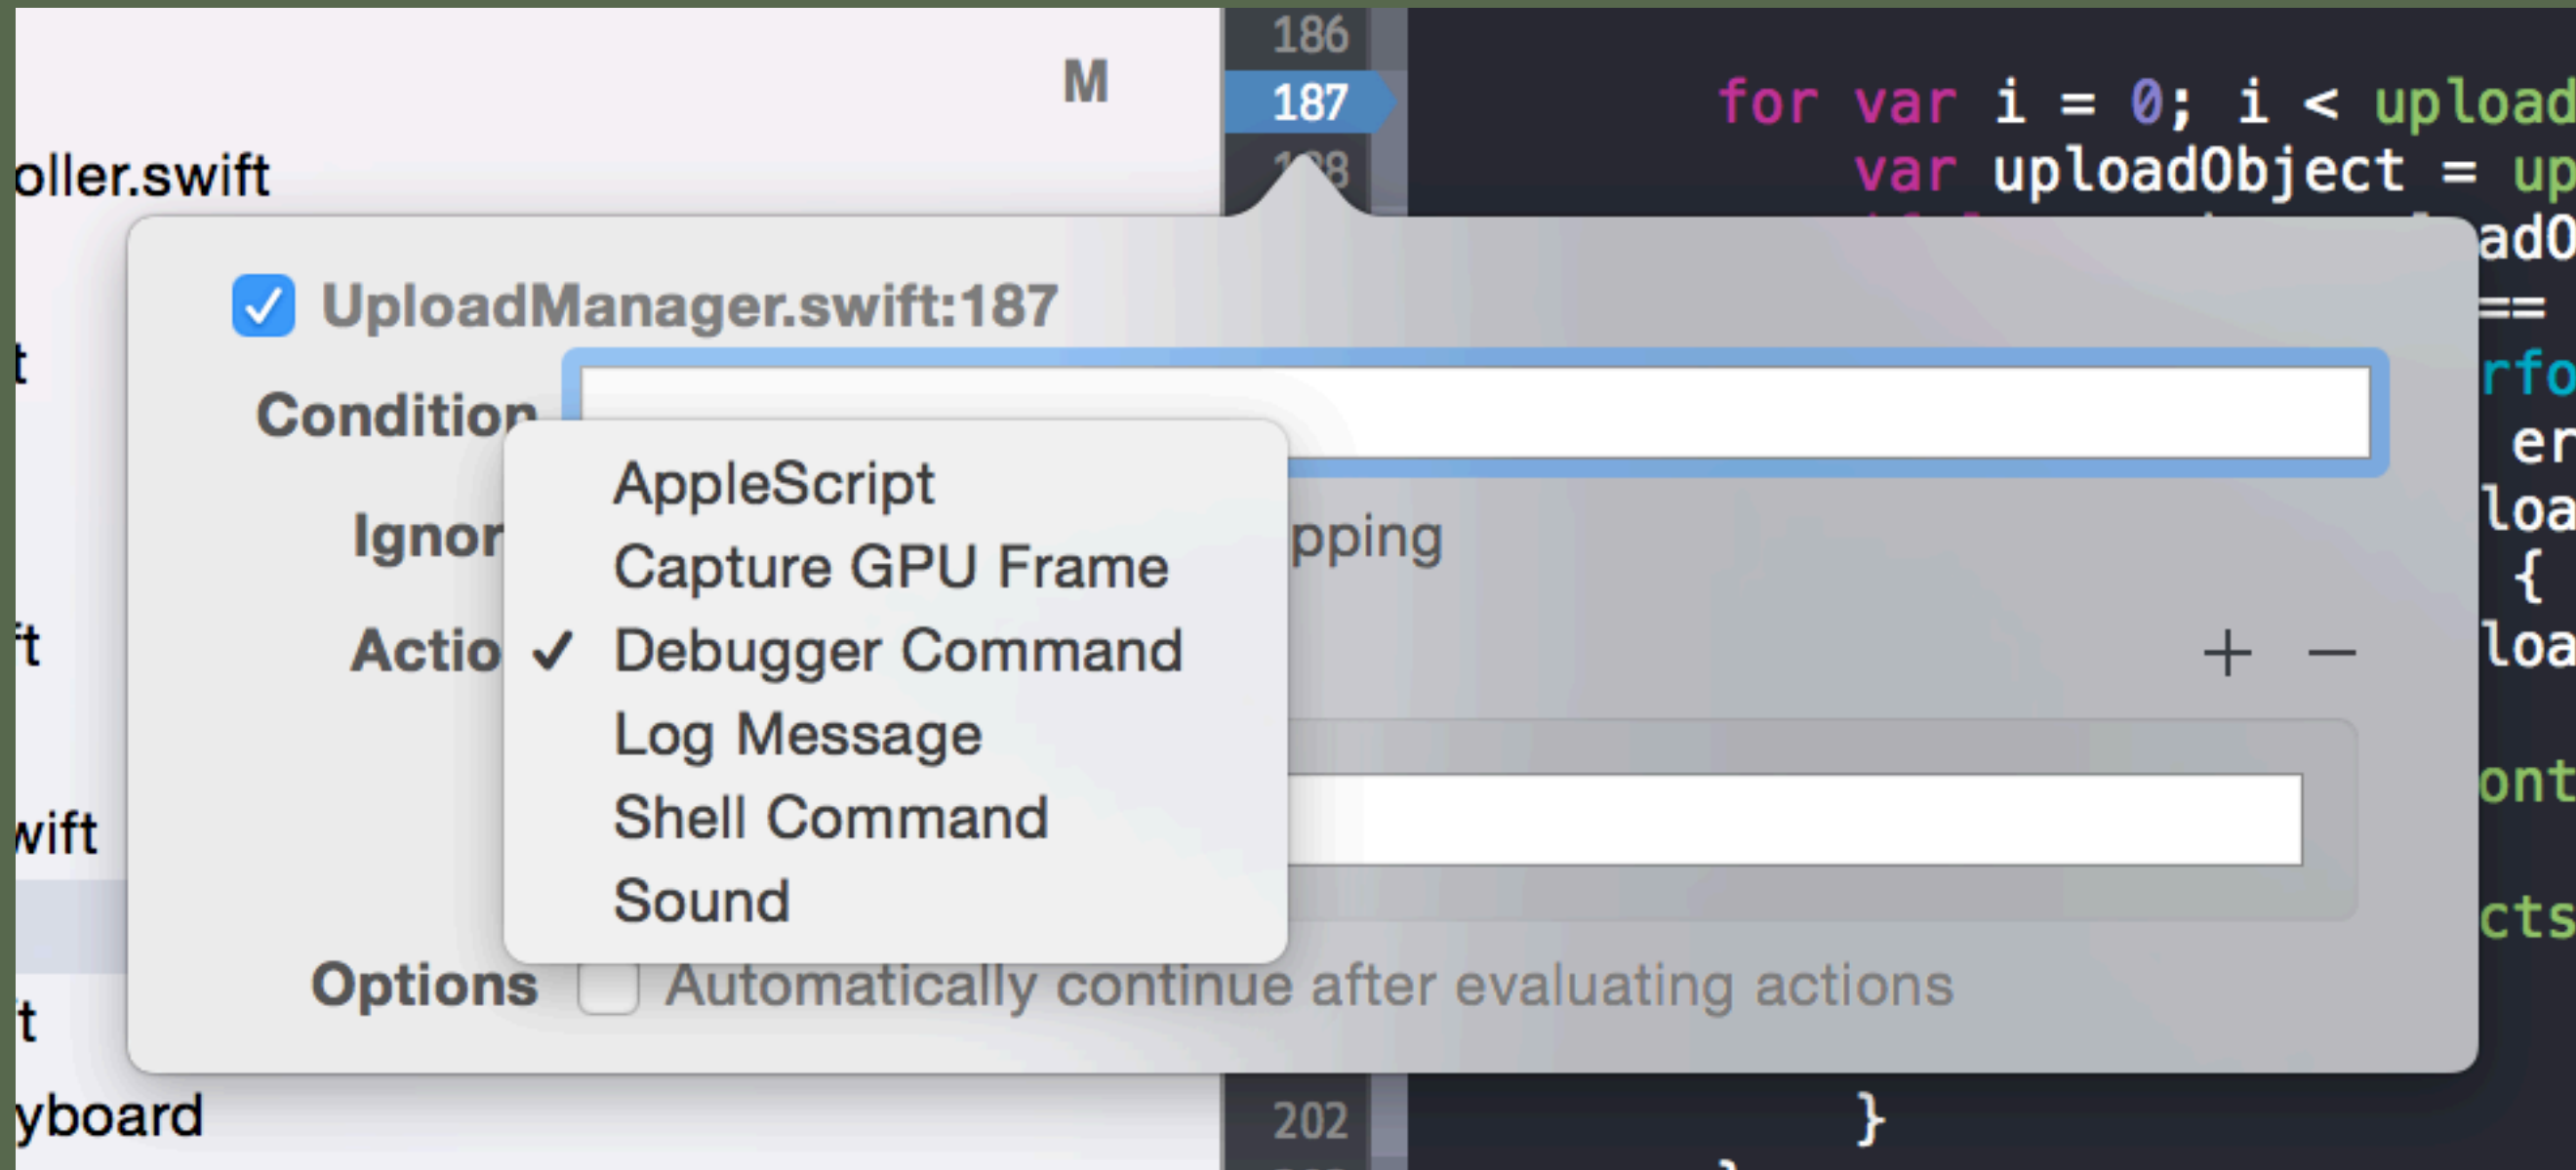 M
oller.swift
t
ft
wift
t
yboard
186
187
202
for var i = 0; i < upload
var uploadObject = up
adO
==
rfo
er
loa
{
loa
ont
cts
}
UploadManager.swift:187
Condition
Ignor
pping
Actio
AppleScript
Capture GPU Frame
✓ Debugger Command
Log Message
Shell Command
Sound
+ −
Options Automatically continue after evaluating actions